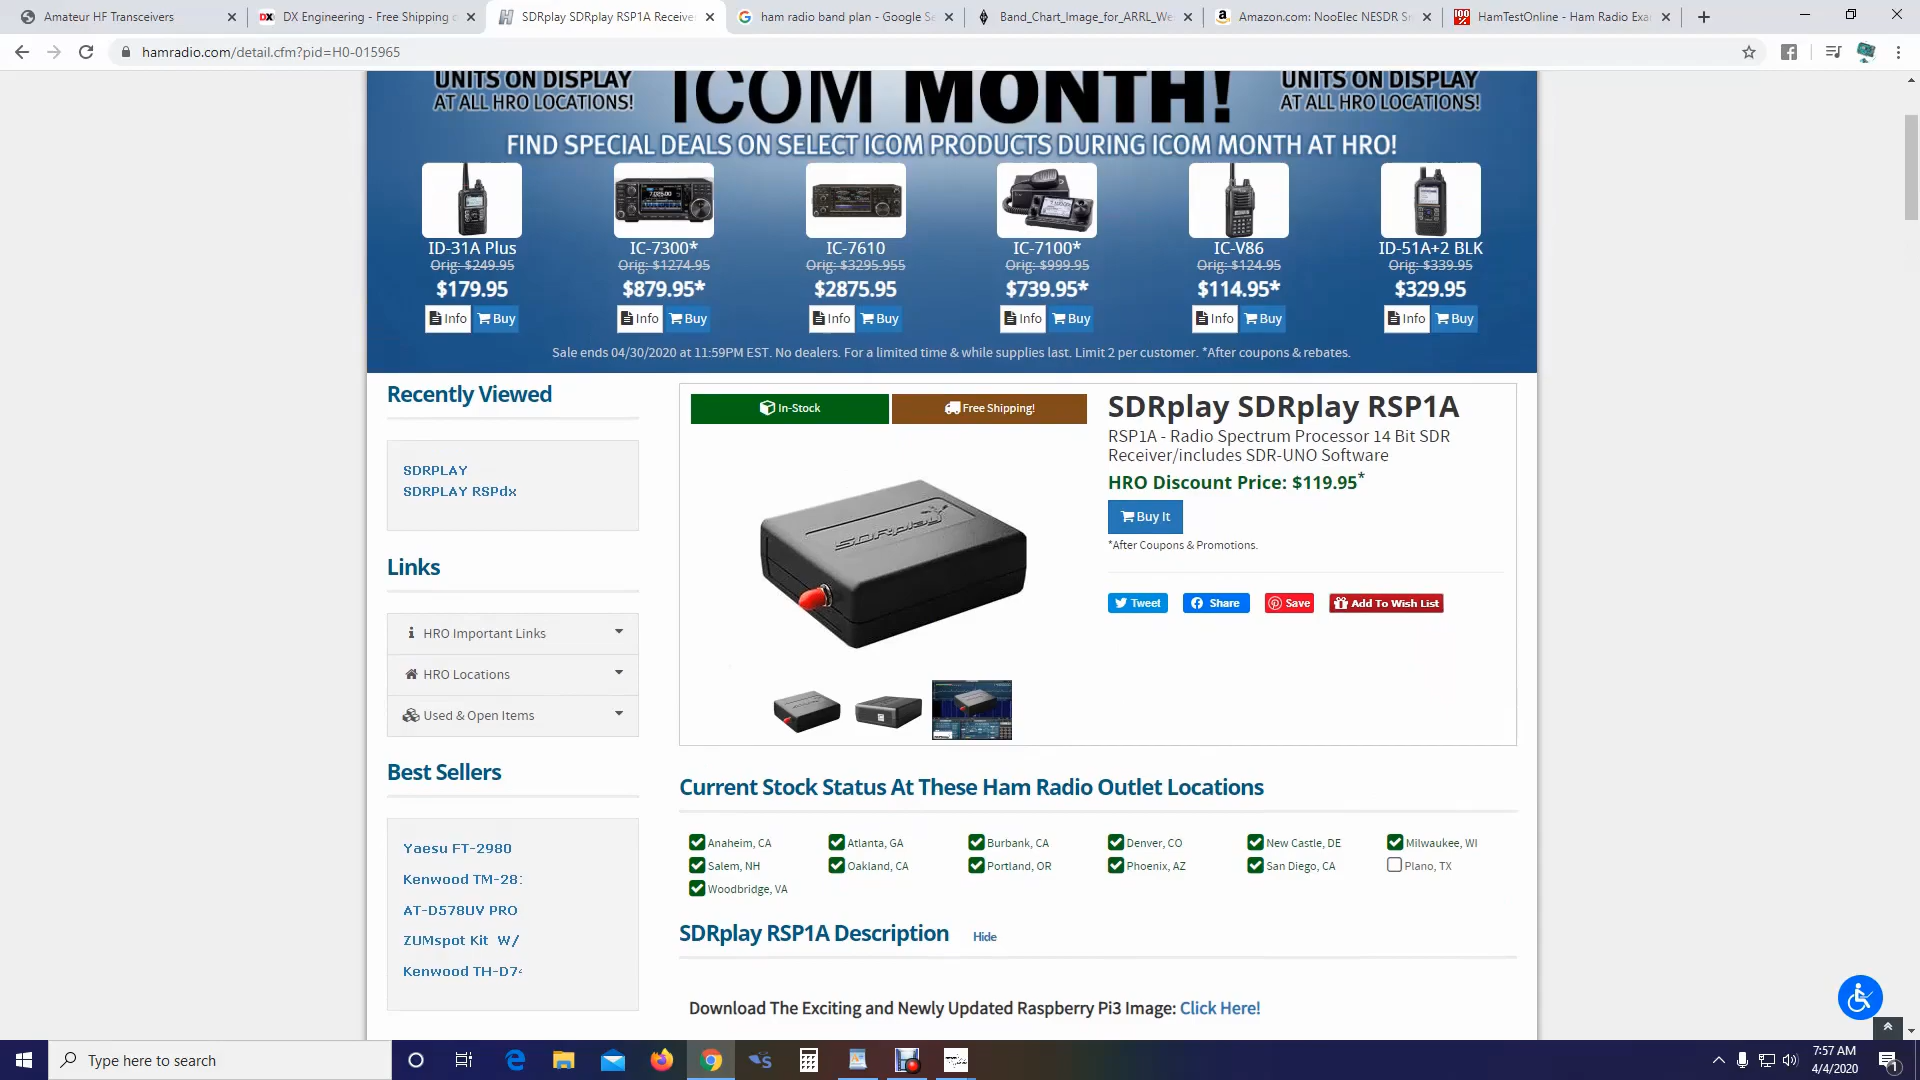 Amateur HF Transceivers
DX Engineering - Free Shipping o
SDRplay SDRplay RSP1A Receiver
ham radio band plan - Google Se
Band_Chart_Image_for_ARRL_We
Amazon.com: NooElec NESDR Sm
HamTestOnline - Ham Radio Exa
hamradio.com/detail.cfm?pid=H0-015965
UNITS ON DISPLAY
AT ALL HRO LOCATIONS!
ICOM MONTH!
UNITS ON DISPLAY
AT ALL HRO LOCATIONS!
FIND SPECIAL DEALS ON SELECT ICOM PRODUCTS DURING ICOM MONTH AT HRO!
ID-31A Plus
Orig: $249.95
$179.95
Info Buy
IC-7300*
Orig: $1274.95
$879.95*
Info Buy
IC-7610
Orig: $3295.955
$2875.95
Info Buy
IC-7100*
Orig: $999.95
$739.95*
Info Buy
IC-V86
Orig: $124.95
$114.95*
Info Buy
ID-51A+2 BLK
Orig: $339.95
$329.95
Info Buy
Sale ends 04/30/2020 at 11:59PM EST. No dealers. For a limited time & while supplies last. Limit 2 per customer. *After coupons & rebates.
Recently Viewed
SDRPLAY
SDRPLAY RSPdx
Links
HRO Important Links
HRO Locations
Used & Open Items
Best Sellers
Yaesu FT-2980
Kenwood TM-281
AT-D578UV PRO
ZUMspot Kit W/
Kenwood TH-D74
In-Stock
Free Shipping!
SDRplay
SDRplay SDRplay RSP1A
RSP1A - Radio Spectrum Processor 14 Bit SDR
Receiver/includes SDR-UNO Software
HRO Discount Price: $119.95*
Buy It
*After Coupons & Promotions.
Tweet Share Save Add To Wish List
Current Stock Status At These Ham Radio Outlet Locations
Anaheim, CA Atlanta, GA Burbank, CA Denver, CO New Castle, DE Milwaukee, WI
Salem, NH Oakland, CA Portland, OR Phoenix, AZ San Diego, CA Plano, TX
Woodbridge, VA
SDRplay RSP1A Description Hide
Download The Exciting and Newly Updated Raspberry Pi3 Image: Click Here!
Type here to search
7:57 AM
4/4/2020
1